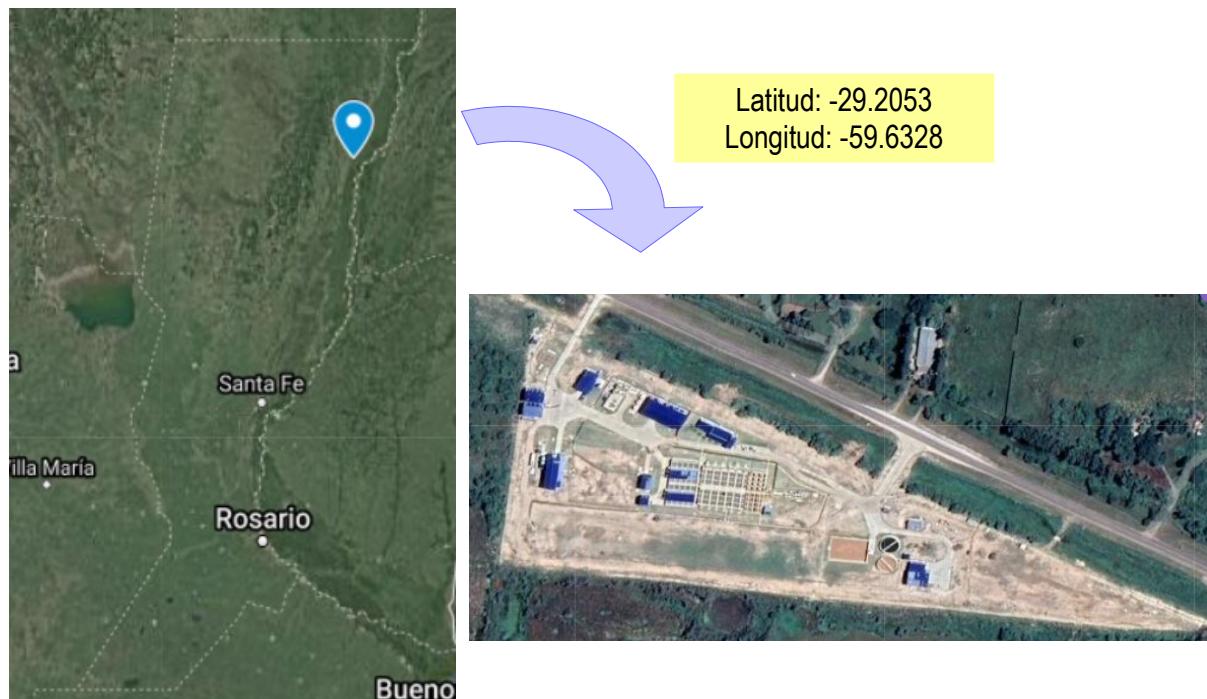 Latitud: -29.2053
Longitud: -59.6328
a
Santa Fe
Villa María
Rosario
Bueno